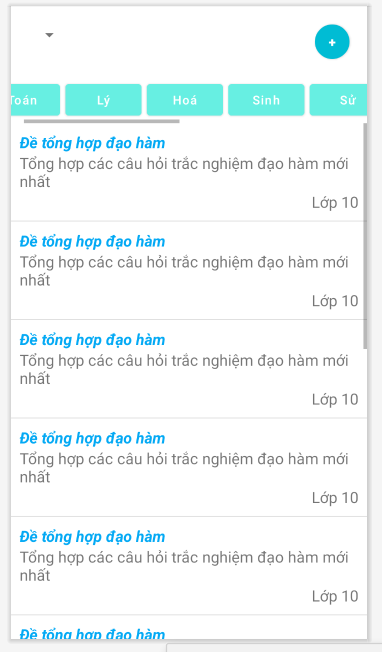 +
Toán Lý Hoá Sinh Sử
Đề tổng hợp đạo hàm
Tổng hợp các câu hỏi trắc nghiệm đạo hàm mới
nhất
Lớp 10
Đề tổng hợp đạo hàm
Tổng hợp các câu hỏi trắc nghiệm đạo hàm mới
nhất
Lớp 10
Đề tổng hợp đạo hàm
Tổng hợp các câu hỏi trắc nghiệm đạo hàm mới
nhất
Lớp 10
Đề tổng hợp đạo hàm
Tổng hợp các câu hỏi trắc nghiệm đạo hàm mới
nhất
Lớp 10
Đề tổng hợp đạo hàm
Tổng hợp các câu hỏi trắc nghiệm đạo hàm mới
nhất
Lớp 10
Đề tổng hợp đạo hàm